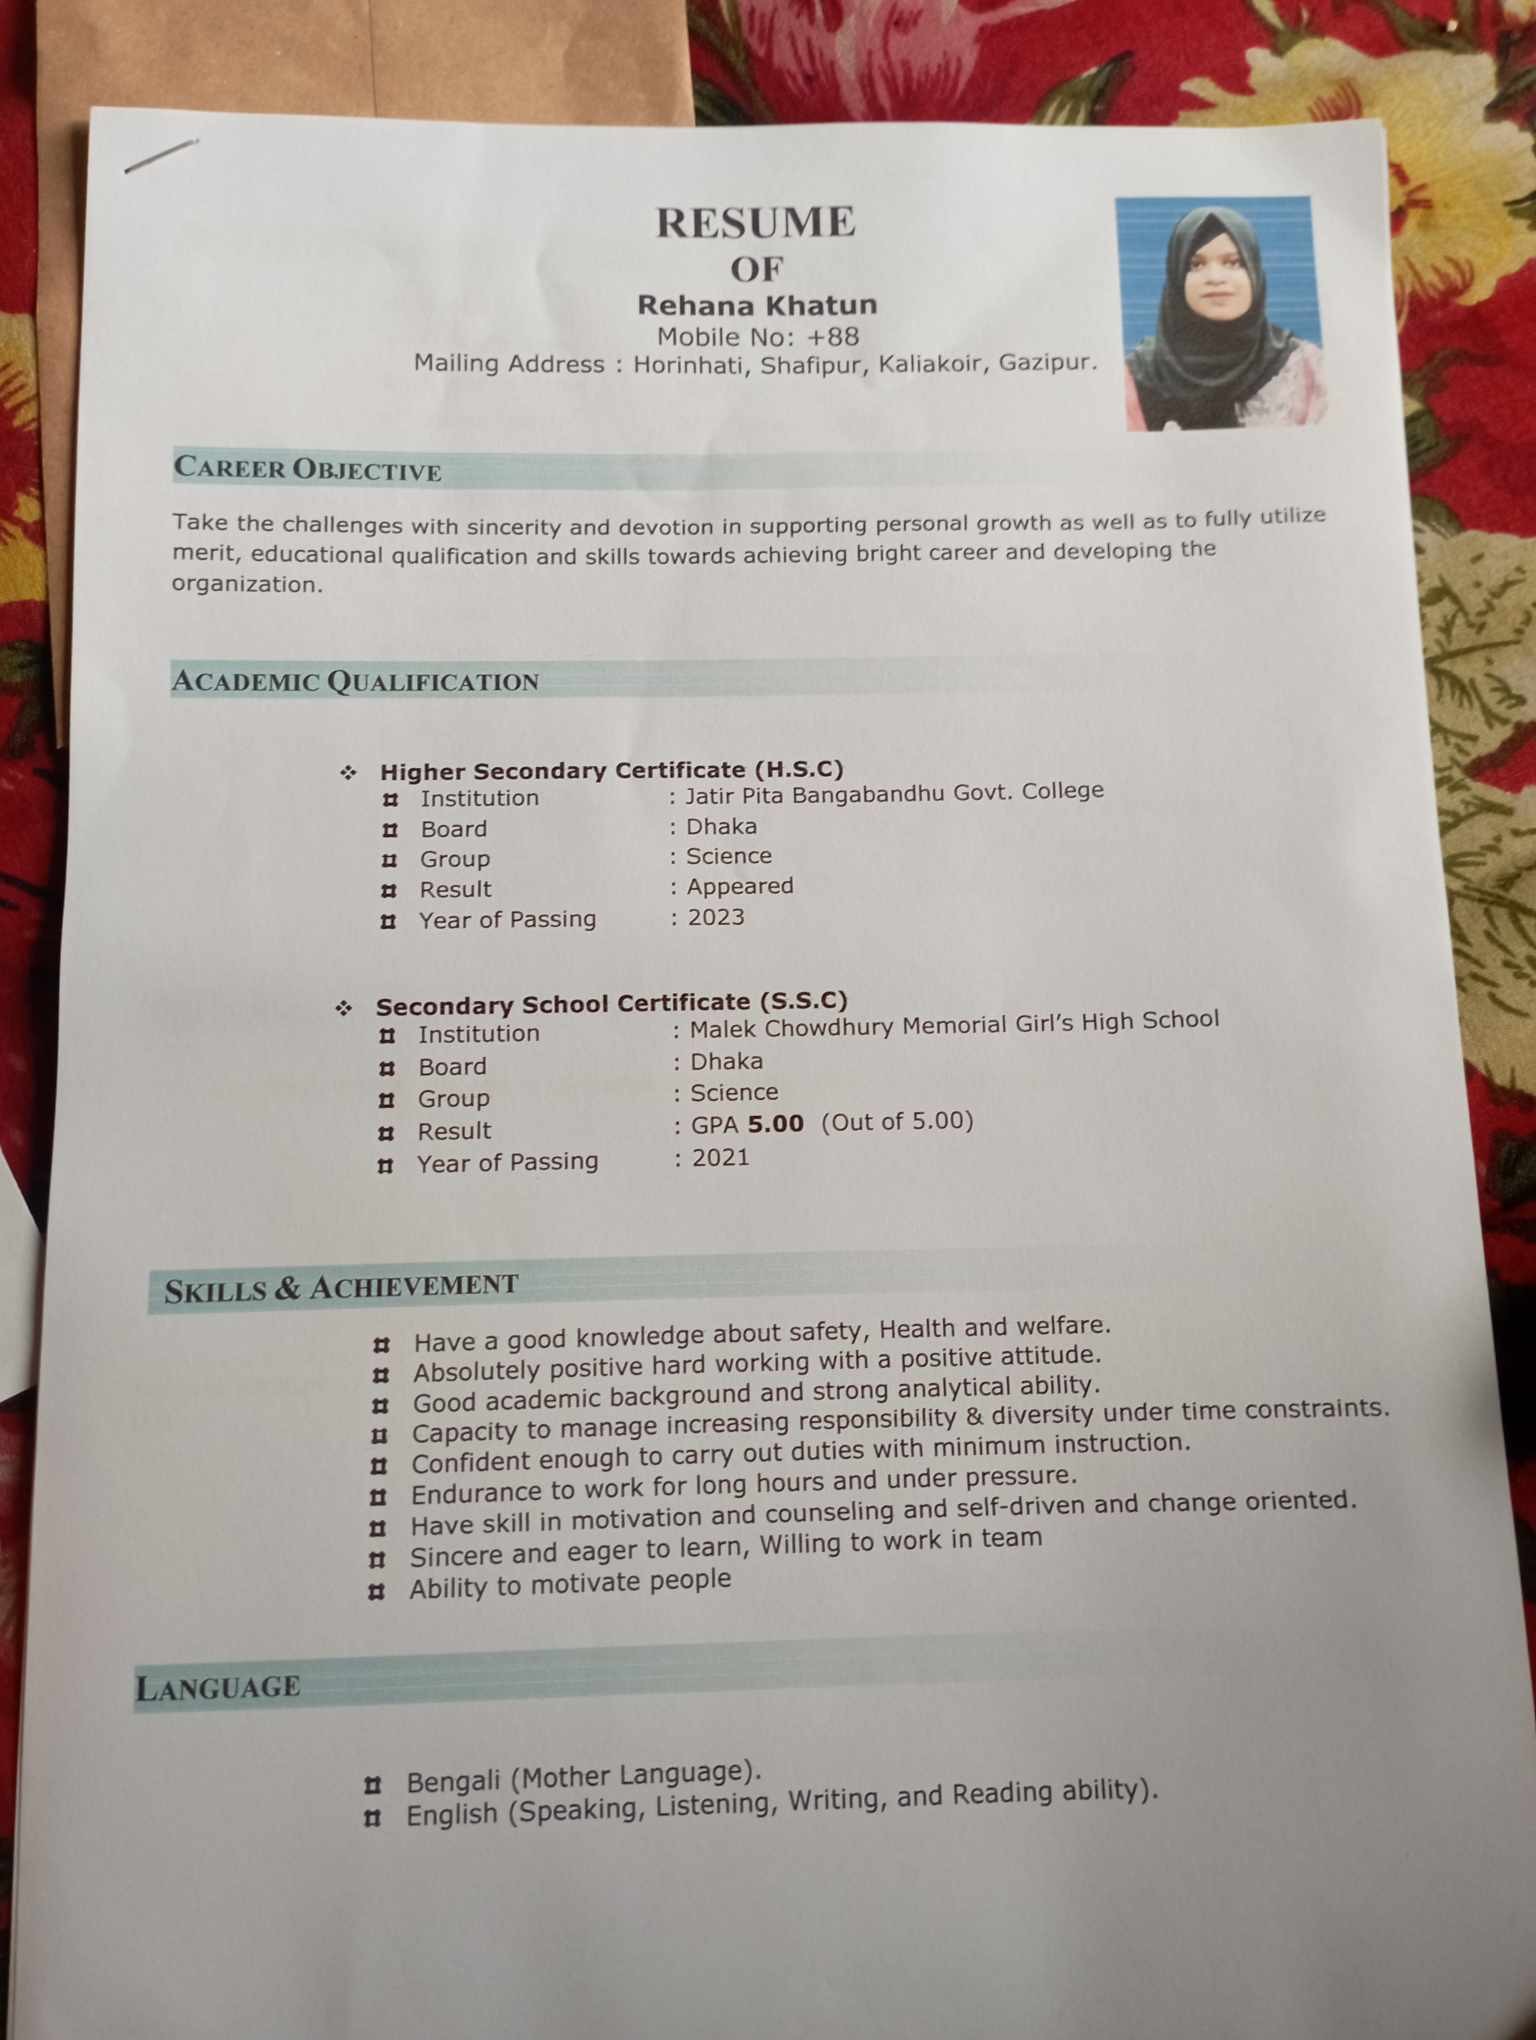 RESUME
OF
Rehana Khatun
Mobile No: +88
Mailing Address : Horinhati, Shafipur, Kaliakoir, Gazipur.
CAREER OBJECTIVE
Take the challenges with sincerity and devotion in supporting personal growth as well as to fully utilize
merit, educational qualification and skills towards achieving bright career and developing the
organization.
ACADEMIC QUALIFICATION
❖ Higher Secondary Certificate (H.S.C)
Institution : Jatir Pita Bangabandhu Govt. College
Board : Dhaka
Group : Science
Result : Appeared
Year of Passing : 2023
❖ Secondary School Certificate (S.S.C)
Institution : Malek Chowdhury Memorial Girl’s High School
Board : Dhaka
Group : Science
Result : GPA 5.00 (Out of 5.00)
Year of Passing : 2021
SKILLS & ACHIEVEMENT
Have a good knowledge about safety, Health and welfare.
Absolutely positive hard working with a positive attitude.
Good academic background and strong analytical ability.
Capacity to manage increasing responsibility & diversity under time constraints.
Confident enough to carry out duties with minimum instruction.
Endurance to work for long hours and under pressure.
Have skill in motivation and counseling and self-driven and change oriented.
Sincere and eager to learn, Willing to work in team
Ability to motivate people
LANGUAGE
Bengali (Mother Language).
English (Speaking, Listening, Writing, and Reading ability).